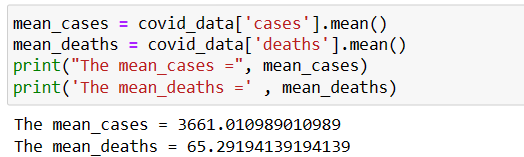 mean_cases = covid_data['cases'].mean()
mean_deaths = covid_data['deaths'].mean()
print("The mean_cases =", mean_cases)
print('The mean_deaths =' , mean_deaths)
The mean_cases = 3661.010989010989
The mean_deaths = 65.29194139194139